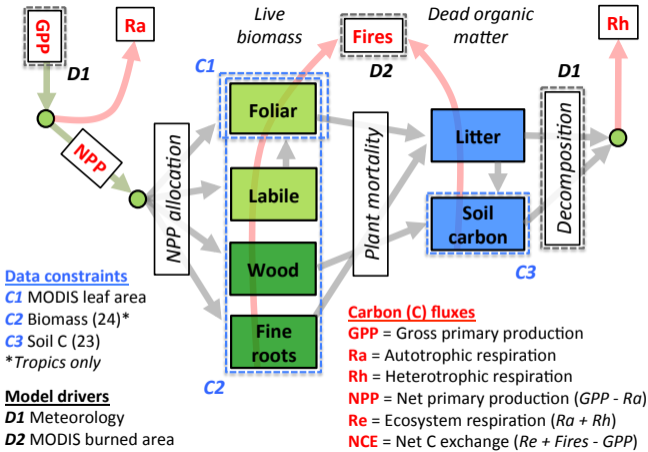 GPP
Ra
Live
biomass
Fires
Dead organic
matter
Rh
D1
D2
D1
C1
NPP
NPP allocation
Foliar
Labile
Wood
Fine
roots
C2
Plant mortality
Litter
Soil
carbon
C3
Decomposition
Data constraints
C1 MODIS leaf area
C2 Biomass (24)*
C3 Soil C (23)
*Tropics only
Model drivers
D1 Meteorology
D2 MODIS burned area
Carbon (C) fluxes
GPP = Gross primary production
Ra = Autotrophic respiration
Rh = Heterotrophic respiration
NPP = Net primary production (GPP - Ra)
Re = Ecosystem respiration (Ra + Rh)
NCE = Net C exchange (Re + Fires - GPP)